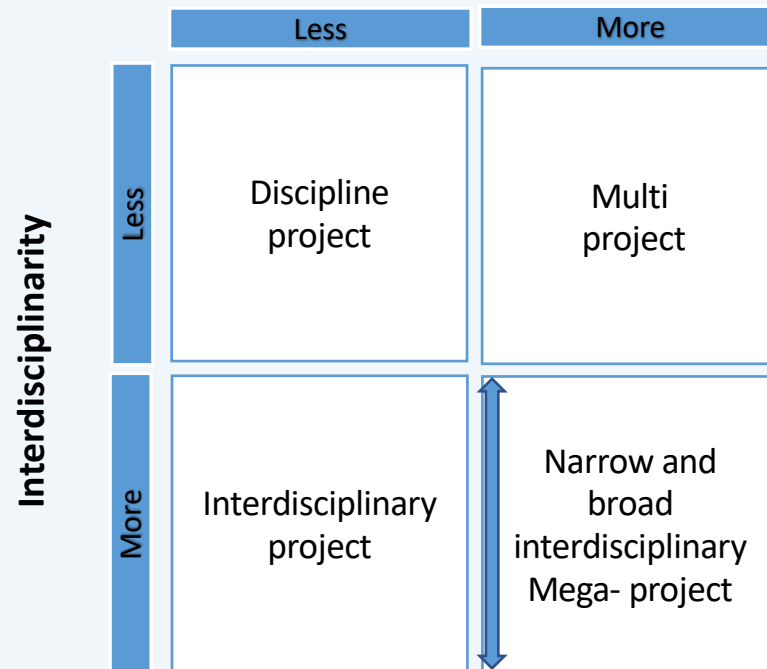 Less
More
Interdisciplinarity
Less
Discipline
project
Multi
project
More
Interdisciplinary
project
Narrow and
broad
interdisciplinary
Mega- project